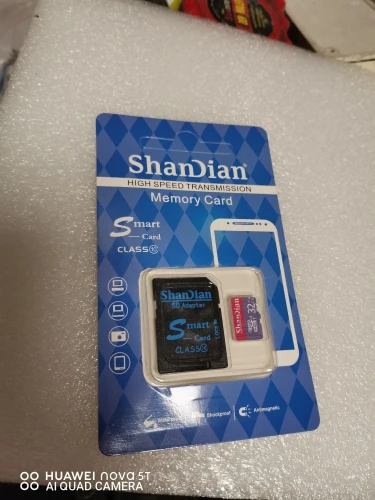 ShanDian®
HIGH SPEED TRANSMISSION
Memory Card
Smart
Card
CLASS10
ShanDian
SD Adapter
Smart
Card
CLASS10
ShanDian
32
Shockproof
Antimagnetic
HUAWEI nova 5T
AI QUAD CAMERA